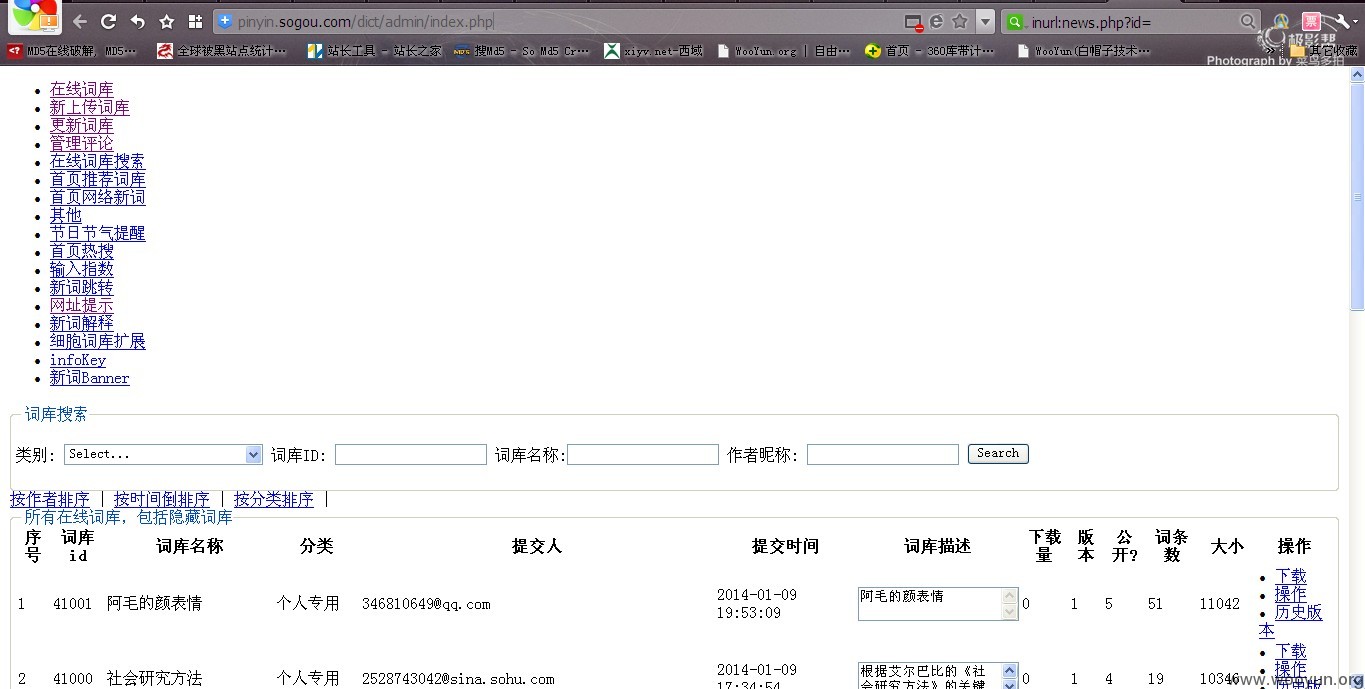 pinyin.sogou.com/dict/admin/index.php
inurl:news.php?id=
票
MD5在线破解, MD5…
全球被黑站点统计…
站长工具 - 站长之家
搜Md5 - So Md5 Cr…
xiyv.net-西域
WooYun.org | 自由…
首页 - 360库带计…
WooYun(白帽子技术…
»
其它收藏
极影帮
Photograph by 菜鸟多拍
在线词库
新上传词库
更新词库
管理评论
在线词库搜索
首页推荐词库
首页网络新词
其他
节日节气提醒
首页热搜
输入指数
新词跳转
网址提示
新词解释
细胞词库扩展
infoKey
新词Banner
词库搜索
类别: Select... 词库ID: 词库名称: 作者昵称: Search
按作者排序 | 按时间倒排序 | 按分类排序 |
所有在线词库，包括隐藏词库
序号 词库id 词库名称 分类 提交人 提交时间 词库描述 下载量 版本 公开? 词条数 大小 操作
1 41001 阿毛的颜表情 个人专用 346810649@qq.com 2014-01-09 19:53:09 阿毛的颜表情 0 1 5 51 11042
下载
操作
历史版本
2 41000 社会研究方法 个人专用 2528743042@sina.sohu.com 2014-01-09 17:34:54 根据艾尔巴比的《社会研究方法》的关键 0 1 4 19 10346
下载
操作
历史版
www.wooyun.org